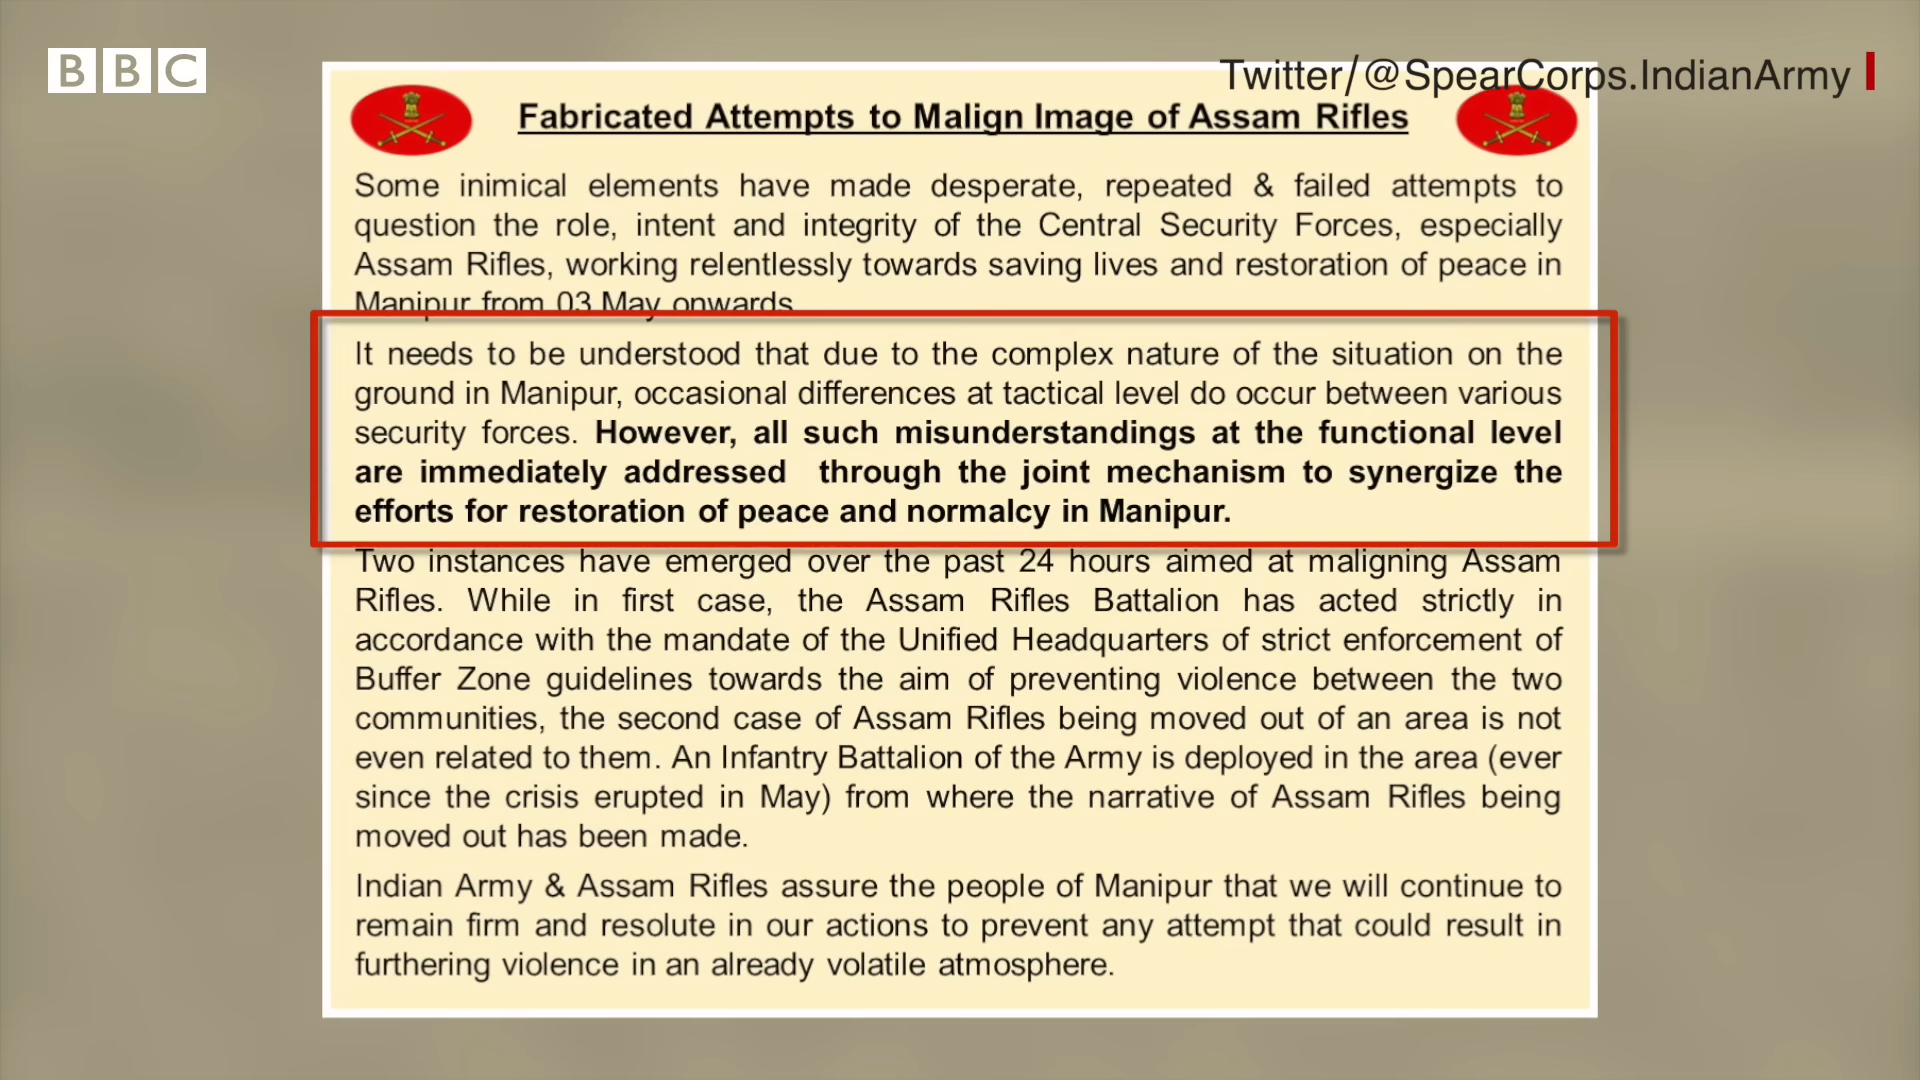 BBC
Twitter/@SpearCorps.IndianArmy
Fabricated Attempts to Malign Image of Assam Rifles
Some inimical elements have made desperate, repeated & failed attempts to
question the role, intent and integrity of the Central Security Forces, especially
Assam Rifles, working relentlessly towards saving lives and restoration of peace in
Manipur from 03 May onwards.
It needs to be understood that due to the complex nature of the situation on the
ground in Manipur, occasional differences at tactical level do occur between various
security forces. However, all such misunderstandings at the functional level
are immediately addressed through the joint mechanism to synergize the
efforts for restoration of peace and normalcy in Manipur.
Two instances have emerged over the past 24 hours aimed at maligning Assam
Rifles. While in first case, the Assam Rifles Battalion has acted strictly in
accordance with the mandate of the Unified Headquarters of strict enforcement of
Buffer Zone guidelines towards the aim of preventing violence between the two
communities, the second case of Assam Rifles being moved out of an area is not
even related to them. An Infantry Battalion of the Army is deployed in the area (ever
since the crisis erupted in May) from where the narrative of Assam Rifles being
moved out has been made.
Indian Army & Assam Rifles assure the people of Manipur that we will continue to
remain firm and resolute in our actions to prevent any attempt that could result in
furthering violence in an already volatile atmosphere.